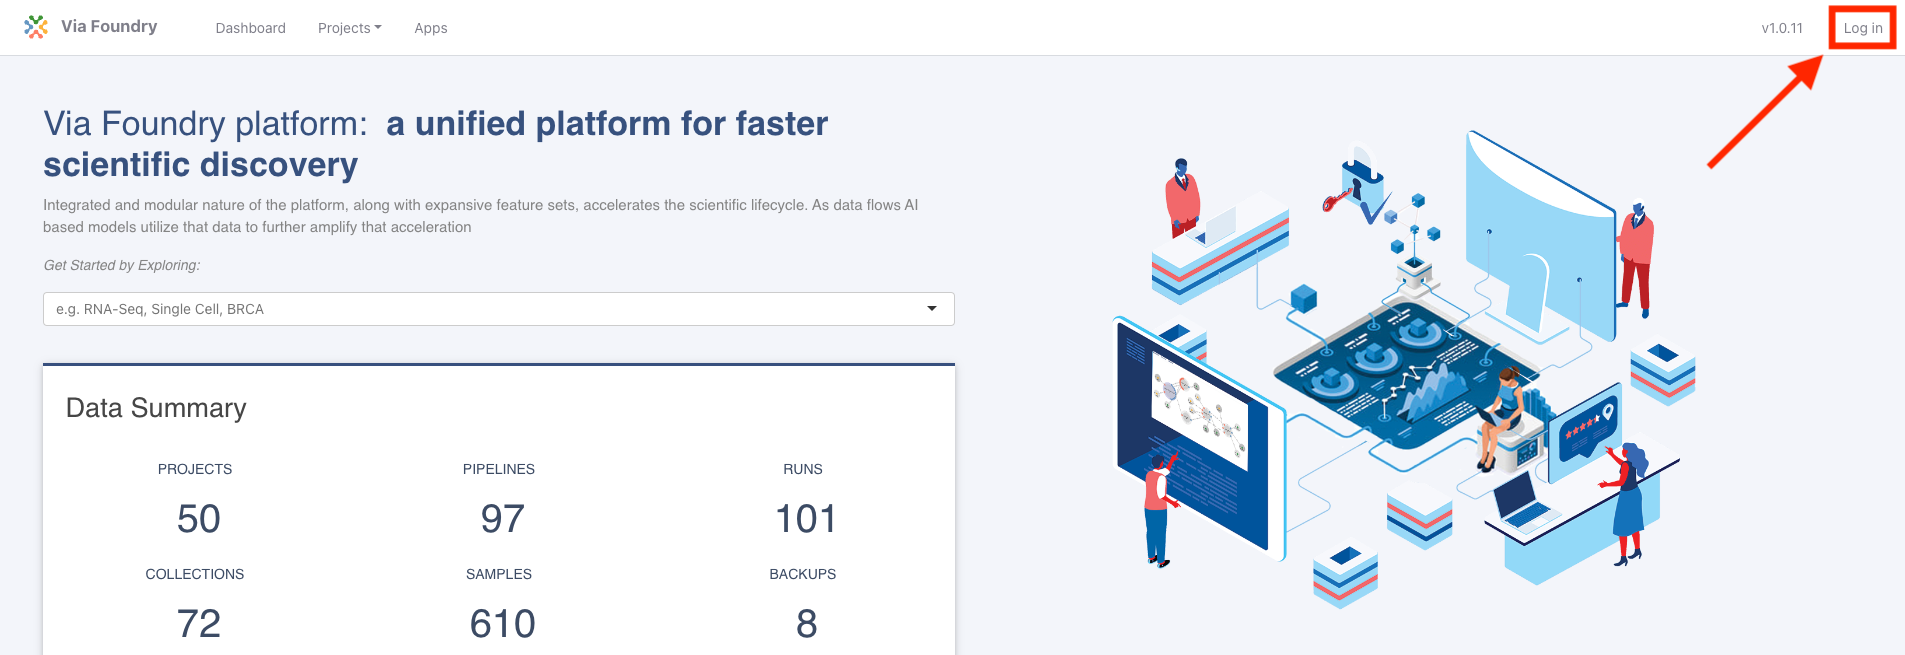 Via Foundry
Dashboard
Projects
Apps
v1.0.11
Log in
Via Foundry platform: a unified platform for faster
scientific discovery
Integrated and modular nature of the platform, along with expansive feature sets, accelerates the scientific lifecycle. As data flows AI
based models utilize that data to further amplify that acceleration
Get Started by Exploring:
e.g. RNA-Seq, Single Cell, BRCA
Data Summary
PROJECTS
PIPELINES
RUNS
50
97
101
COLLECTIONS
SAMPLES
BACKUPS
72
610
8